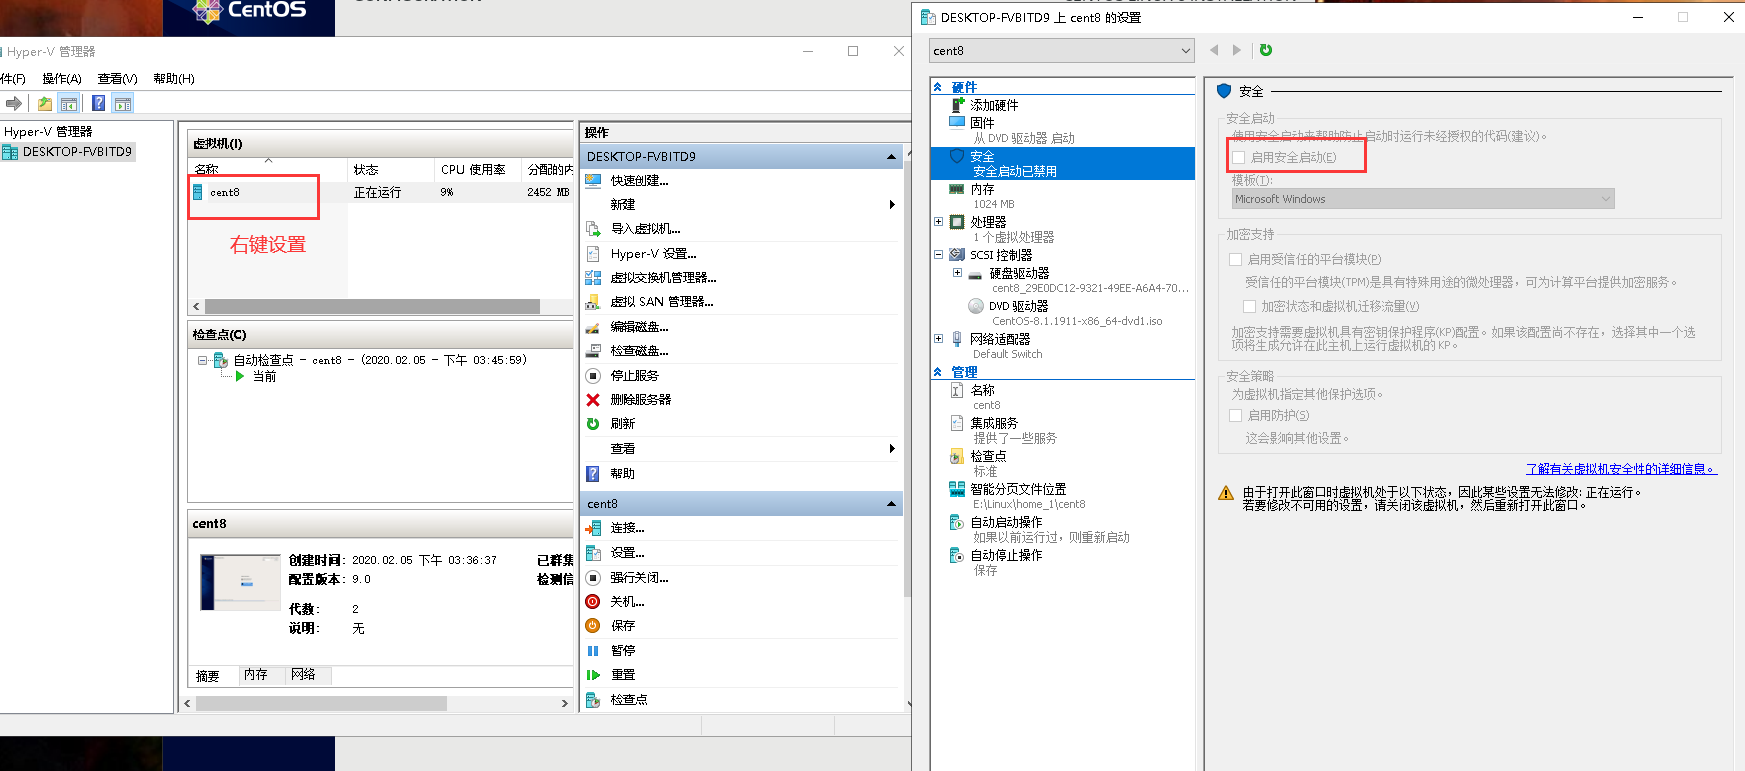 CentOS
Hyper-V 管理器
件(F) 操作(A) 查看(V) 帮助(H)
Hyper-V 管理器
DESKTOP-FVBITD9
虚拟机(I)
名称 状态 CPU 使用率 分配的内
cent8 正在运行 9% 2452 MB
右键设置
检查点(C)
自动检查点 - cent8 - (2020.02.05 - 下午 03:45:59)
当前
cent8
创建时间: 2020.02.05 下午 03:36:37 已群集
配置版本: 9.0 检测信
代数: 2
说明: 无
摘要 内存 网络
操作
DESKTOP-FVBITD9
快速创建...
新建
导入虚拟机...
Hyper-V 设置...
虚拟交换机管理器...
虚拟 SAN 管理器...
编辑磁盘...
检查磁盘...
停止服务
删除服务器
刷新
查看
帮助
cent8
连接...
设置...
强行关闭...
关机...
保存
暂停
重置
检查点
DESKTOP-FVBITD9 上 cent8 的设置
cent8
硬件
添加硬件
固件
从 DVD 驱动器 启动
安全
安全启动已禁用
内存
1024 MB
处理器
1 个虚拟处理器
SCSI 控制器
硬盘驱动器
cent8_29E0DC12-9321-49EE-A6A4-70...
DVD 驱动器
CentOS-8.1.1911-x86_64-dvd1.iso
网络适配器
Default Switch
管理
名称
cent8
集成服务
提供了一些服务
检查点
标准
智能分页文件位置
E:\Linux\home_1\cent8
自动启动操作
如果以前运行过，则重新启动
自动停止操作
保存
安全
安全启动
使用安全启动来帮助防止启动时运行未经授权的代码(建议)。
启用安全启动(E)
模板(T):
Microsoft Windows
加密支持
启用受信任的平台模块(P)
受信任的平台模块(TPM)是具有特殊用途的微处理器，可为计算平台提供加密服务。
加密状态和虚拟机迁移流量(V)
加密支持需要虚拟机具有密钥保护程序(KP)配置。如果该配置尚不存在，选择其中一个选
项将生成允许在此主机上运行虚拟机的 KP。
安全策略
为虚拟机指定其他保护选项。
启用防护(S)
这会影响其他设置。
了解有关虚拟机安全性的详细信息。
由于打开此窗口时虚拟机处于以下状态，因此某些设置无法修改: 正在运行。
若要修改不可用的设置，请关闭该虚拟机，然后重新打开此窗口。